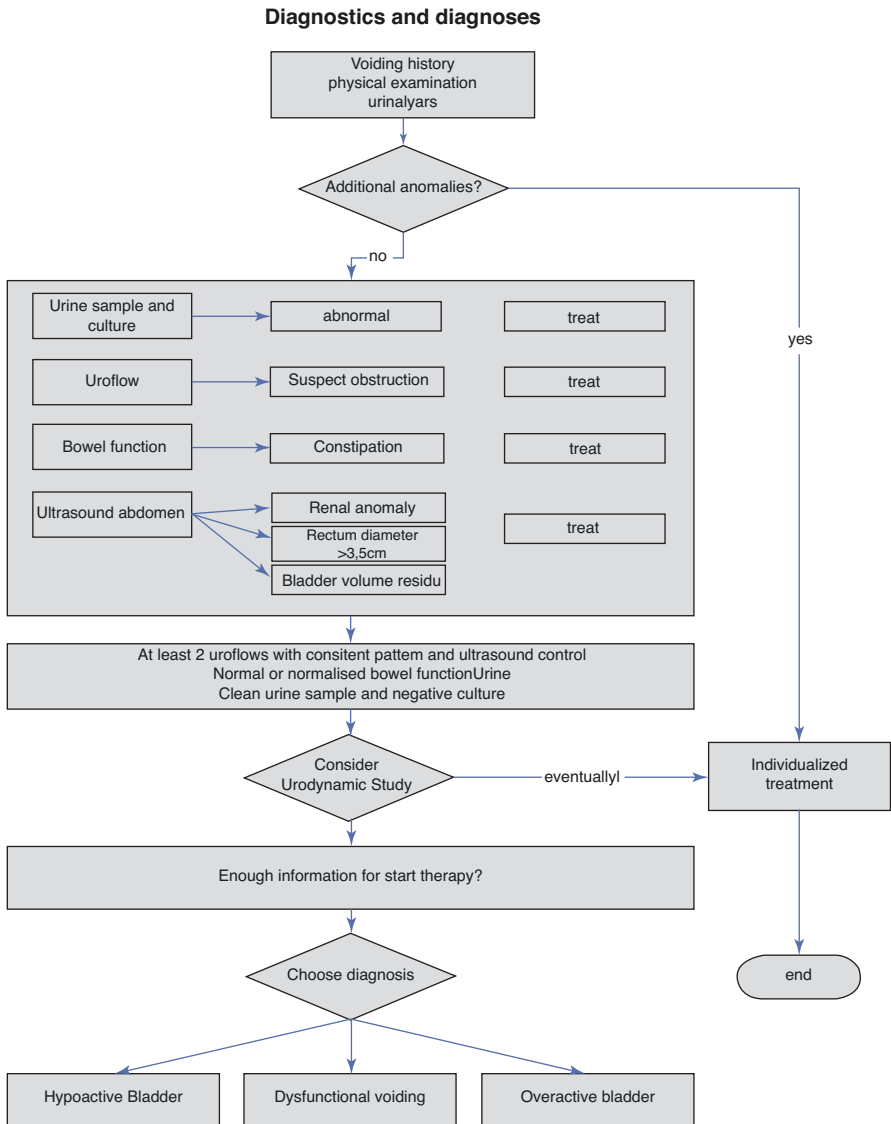 Diagnostics and diagnoses
Voiding history
physical examination
urinalyars
Additional anomalies?
no
yes
Urine sample and
culture
abnormal
treat
Uroflow
Suspect obstruction
treat
Bowel function
Constipation
treat
Ultrasound abdomen
Renal anomaly
Rectum diameter
>3,5cm
Bladder volume residu
treat
At least 2 uroflows with consitent pattem and ultrasound control
Normal or normalised bowel functionUrine
Clean urine sample and negative culture
Consider
Urodynamic Study
eventuallyl
Individualized
treatment
Enough information for start therapy?
Choose diagnosis
end
Hypoactive Bladder
Dysfunctional voiding
Overactive bladder